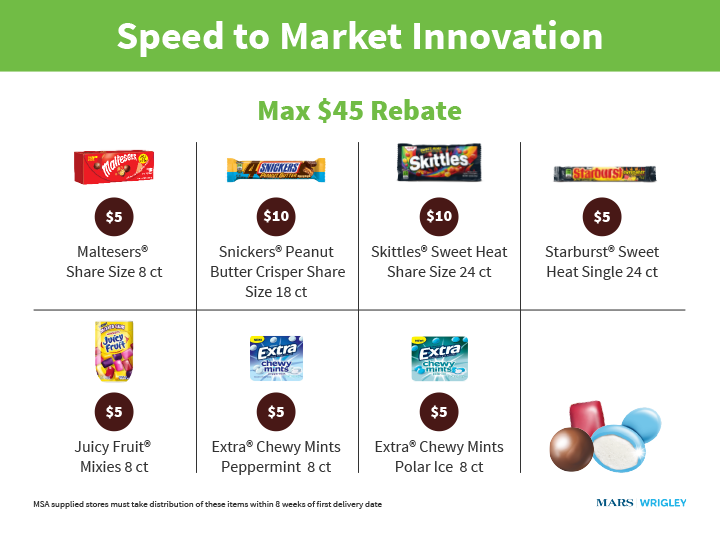 Speed to Market Innovation
Max $45 Rebate
Maltesers
$5
Maltesers®
Share Size 8 ct
SNICKERS
PEANUT BUTTER
$10
Snickers® Peanut
Butter Crisper Share
Size 18 ct
Skittles
$10
Skittles® Sweet Heat
Share Size 24 ct
Starburst
$5
Starburst® Sweet
Heat Single 24 ct
Juicy
Fruit
$5
Juicy Fruit®
Mixies 8 ct
Extra
chewy
mints
$5
Extra® Chewy Mints
Peppermint 8 ct
Extra
chewy
mints
$5
Extra® Chewy Mints
Polar Ice 8 ct
MSA supplied stores must take distribution of these items within 8 weeks of first delivery date
MARS WRIGLEY